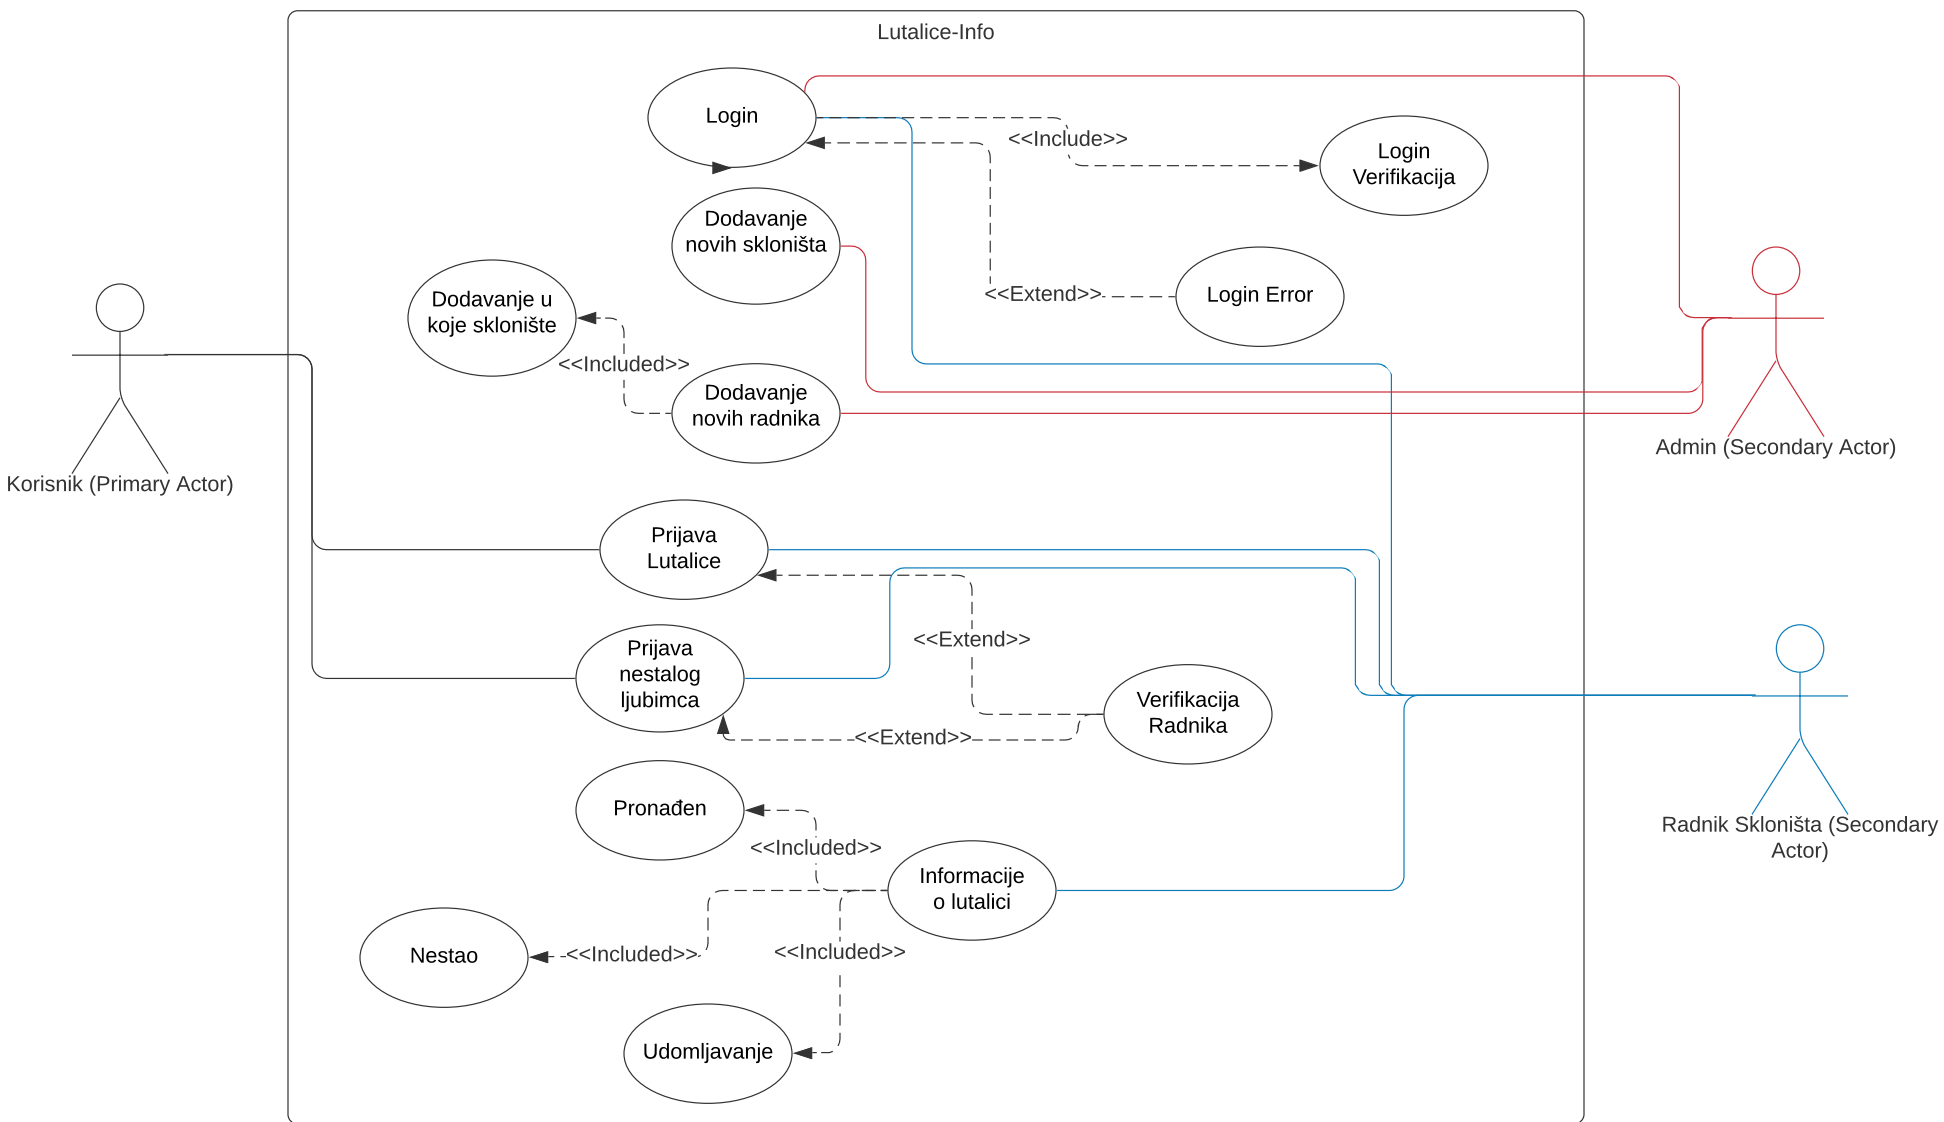 Lutalice-Info
Login
<<Include>>
Login
Verifikacija
Dodavanje
novih skloništa
Dodavanje u
koje sklonište
<<Extend>>
Login Error
<<Included>>
Dodavanje
novih radnika
Korisnik (Primary Actor)
Admin (Secondary Actor)
Prijava
Lutalice
<<Extend>>
Prijava
nestalog
ljubimca
Verifikacija
Radnika
<<Extend>>
Pronađen
<<Included>>
Radnik Skloništa (Secondary
Actor)
Informacije
o lutalici
Nestao
<<Included>>
<<Included>>
Udomljavanje